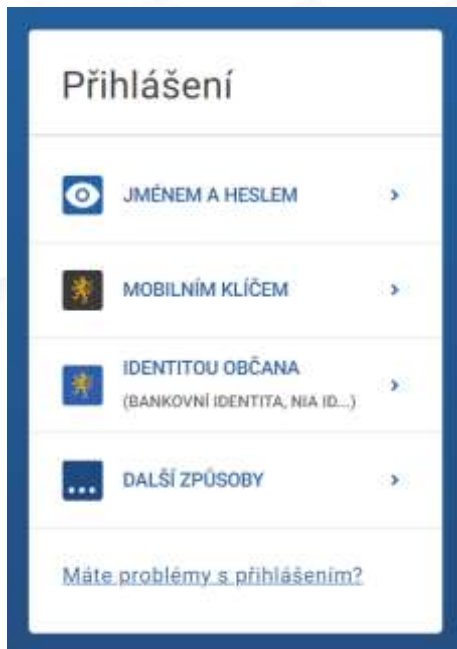 Přihlášení
JMÉNEM A HESLEM
MOBILNÍM KLÍČEM
IDENTITOU OBČANA
(BANKOVNÍ IDENTITA, NIA ID...)
DALŠÍ ZPŮSOBY
Máte problémy s přihlášením?